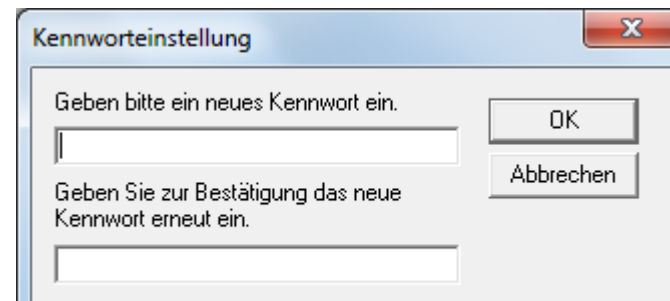 Kennworteinstellung
Geben bitte ein neues Kennwort ein.
OK
Abbrechen
Geben Sie zur Bestätigung das neue
Kennwort erneut ein.